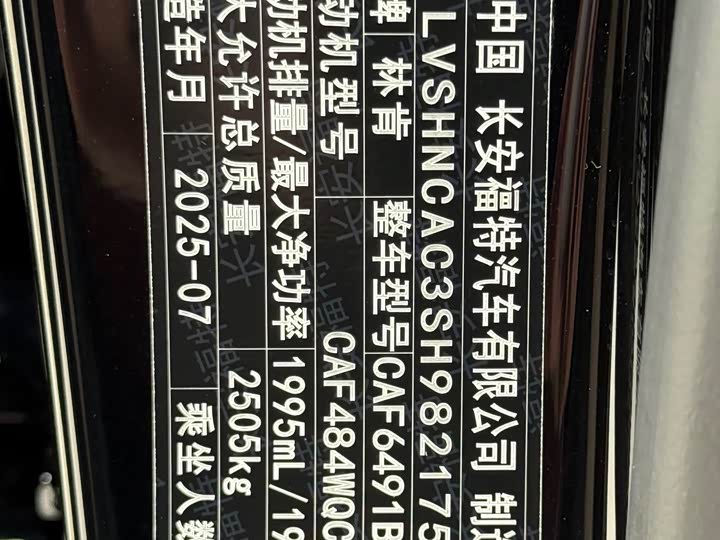 中国 长安福特汽车有限公司 制造
LVSHNCAC3SH982175
牌 林肯 整车型号 CAF6491B
动机型号 CAF484WQC
动机排量/最大净功率 1995mL/19
大允许总质量 2505kg
造年月 2025-07 乘坐人数